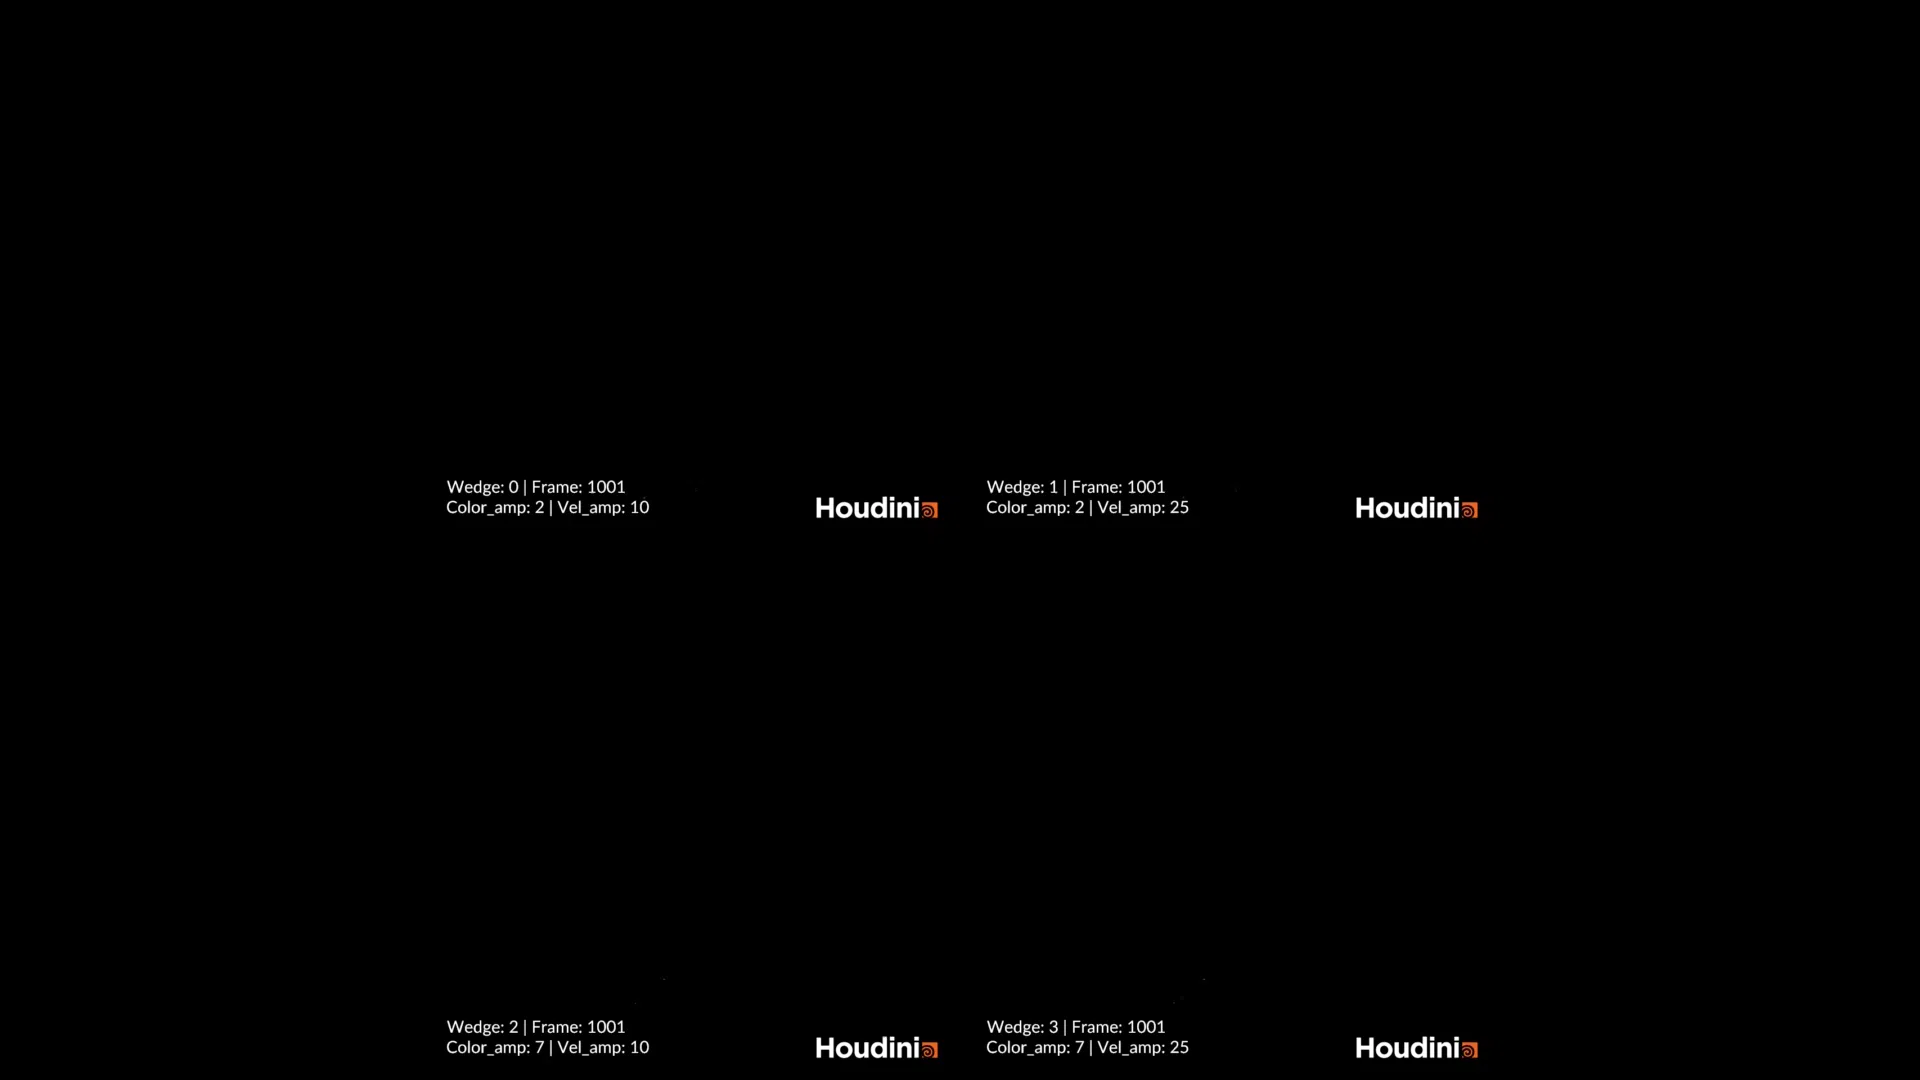 Wedge: 0 | Frame: 1001
Color_amp: 2 | Vel_amp: 10
Houdini
Wedge: 1 | Frame: 1001
Color_amp: 2 | Vel_amp: 25
Houdini
Wedge: 2 | Frame: 1001
Color_amp: 7 | Vel_amp: 10
Houdini
Wedge: 3 | Frame: 1001
Color_amp: 7 | Vel_amp: 25
Houdini